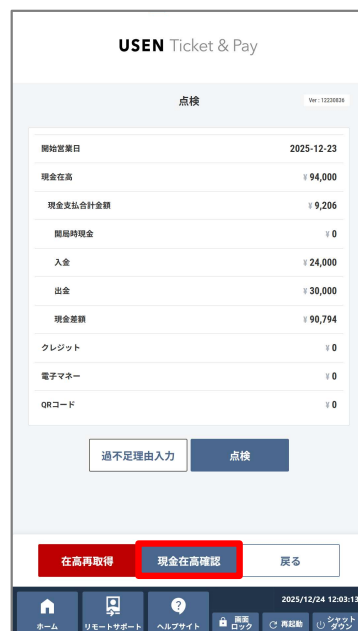 USEN Ticket & Pay
点検
Ver : 12230836
開始営業日 2025-12-23
現金在高 ¥ 94,000
現金支払合計金額 ¥ 9,206
開局時現金 ¥ 0
入金 ¥ 24,000
出金 ¥ 30,000
現金差額 ¥ 90,794
クレジット ¥ 0
電子マネー ¥ 0
QRコード ¥ 0
過不足理由入力 点検
在高再取得 現金在高確認 戻る
2025/12/24 12:03:13
ホーム リモートサポート ヘルプサイト 画面ロック 再起動 シャットダウン